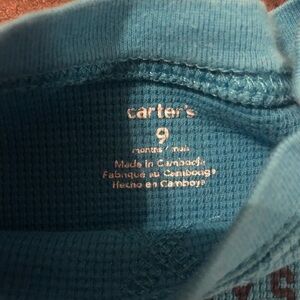 carter's
9
months / mois
Made in Cambodia
Fabriqué au Cambodge
Hecho en Camboya